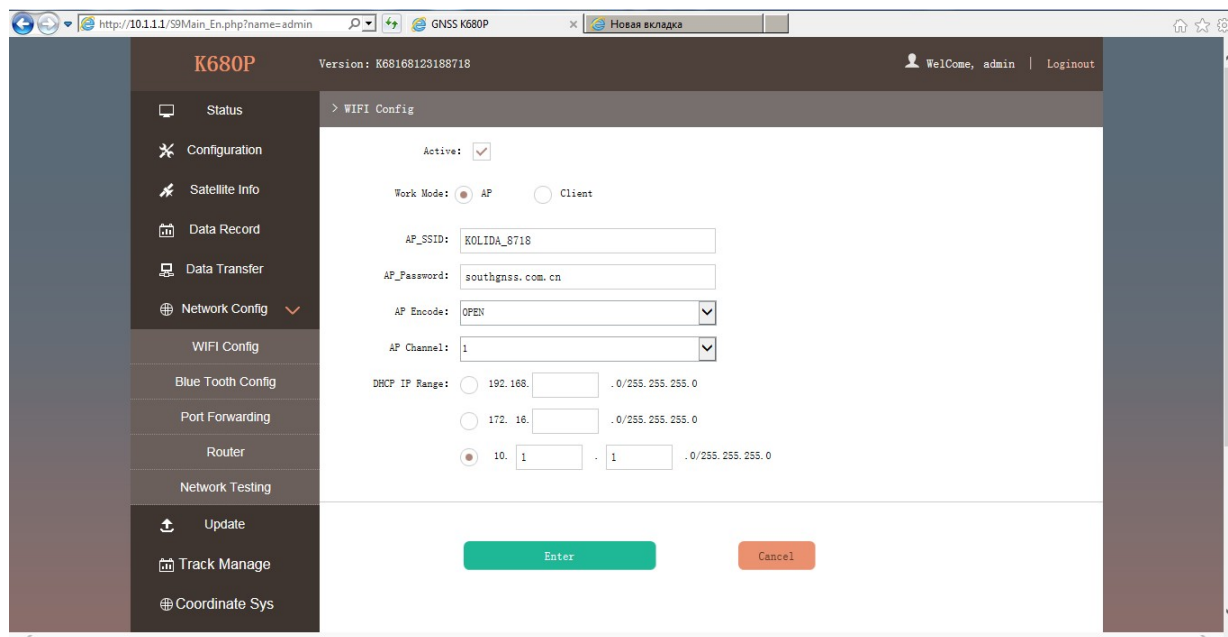 http://10.1.1.1/S9Main_En.php?name=admin
GNSS K680P
Новая вкладка
K680P
Version: K68168123188718
WelCome, admin | Loginout
Status
> WIFI Config
Configuration
Active:
Satellite Info
Work Mode: AP Client
Data Record
AP_SSID: KOLIDA_8718
Data Transfer
AP_Password: southgnss.com.cn
Network Config
AP Encode: OPEN
WIFI Config
AP Channel: 1
Blue Tooth Config
DHCP IP Range: 192.168. .0/255.255.255.0
Port Forwarding
172. 16. .0/255.255.255.0
Router
10. 1 . 1 .0/255.255.255.0
Network Testing
Update
Enter
Cancel
Track Manage
Coordinate Sys